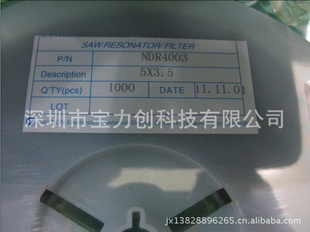 SAW RESONATOR/FILTER
P/N NDR4003
Description 5X3.5
Q'TY(pcs) 1000 DATE 11.11.01
LOT
深圳市宝力创科技有限公司
jx13828896265.cn.alibaba.com